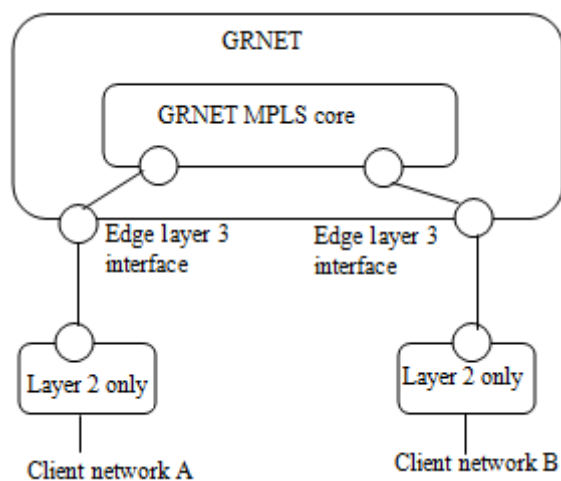 GRNET
GRNET MPLS core
Edge layer 3
interface
Edge layer 3
interface
Layer 2 only
Layer 2 only
Client network A
Client network B